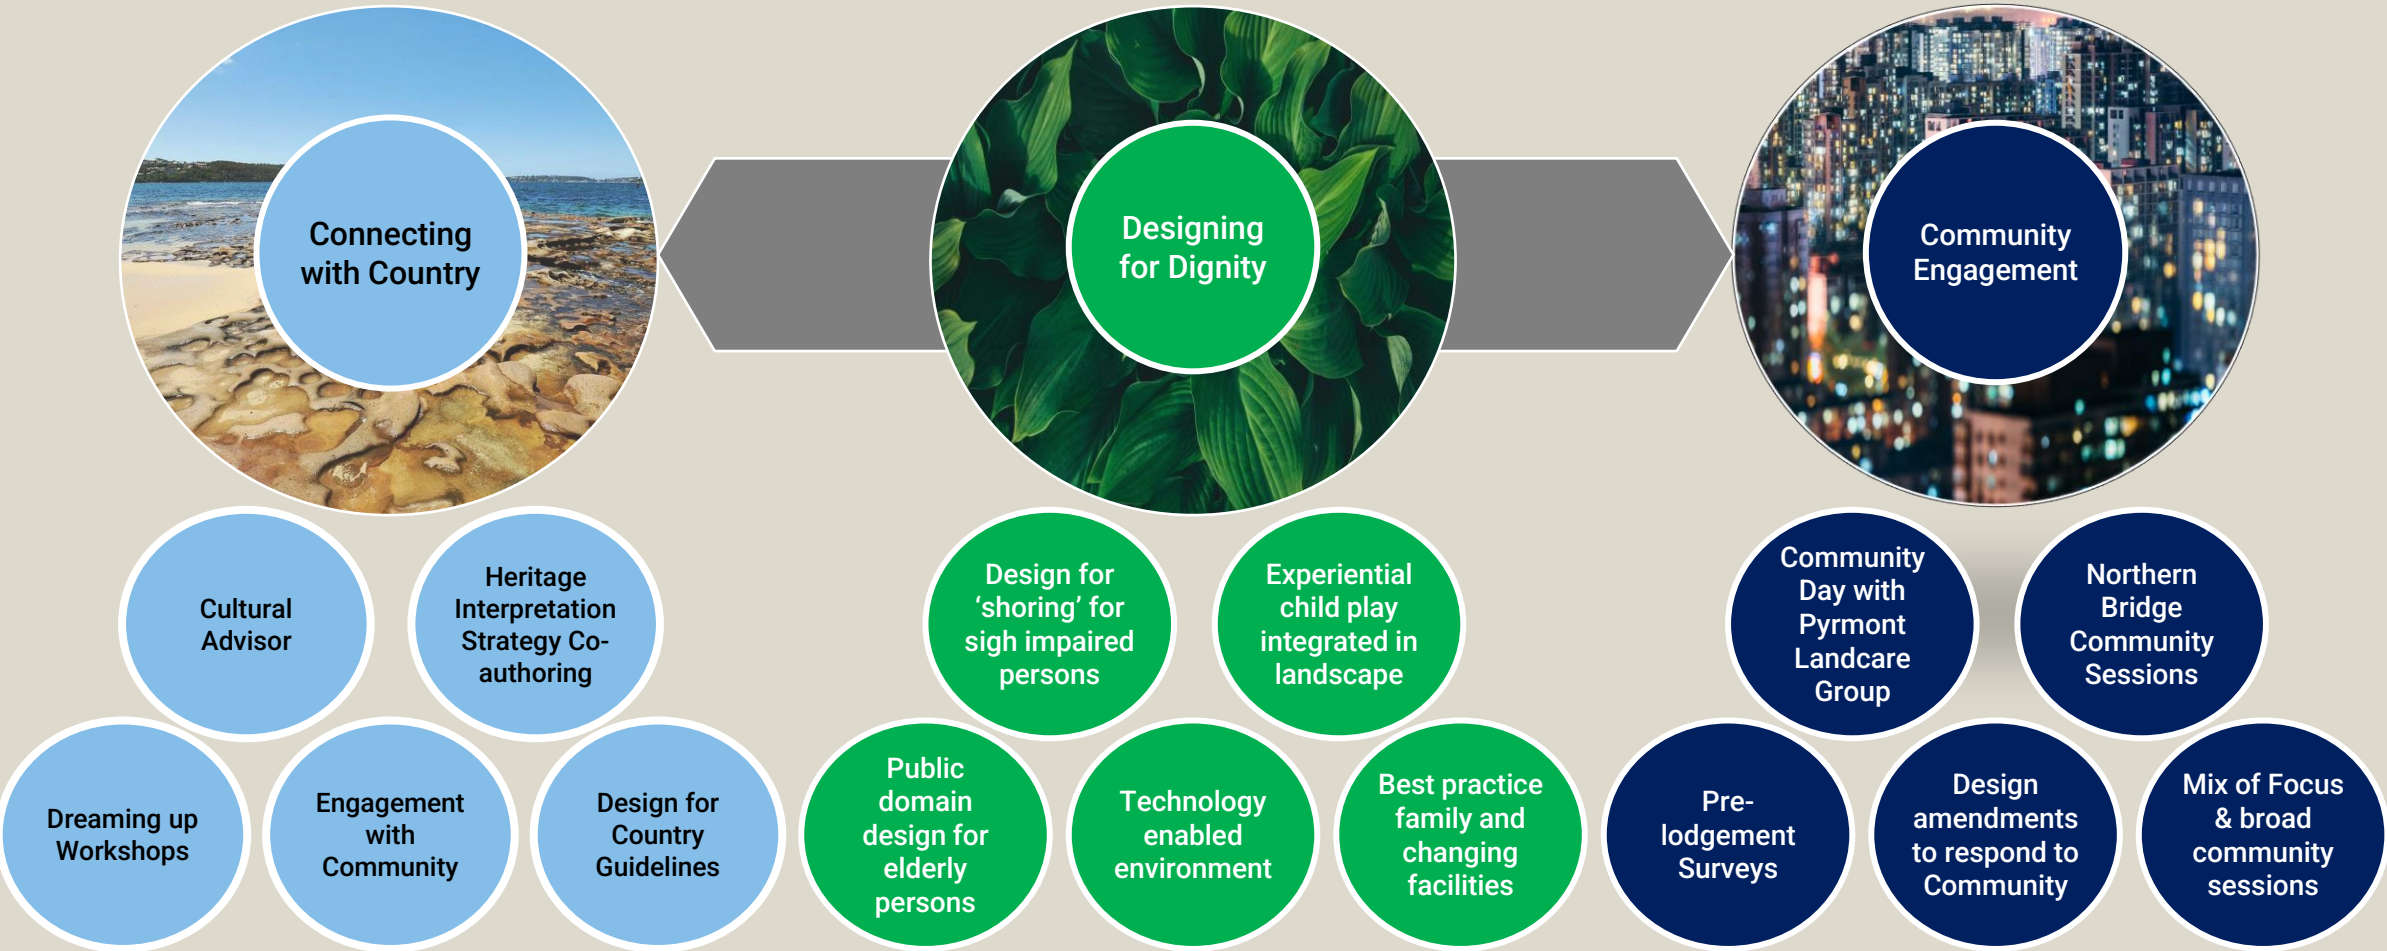 Connecting
with Country
Designing
for Dignity
Community
Engagement
Cultural
Advisor
Heritage
Interpretation
Strategy Co-
authoring
Dreaming up
Workshops
Engagement
with
Community
Design for
Country
Guidelines
Design for
‘shoring’ for
sigh impaired
persons
Experiential
child play
integrated in
landscape
Public
domain
design for
elderly
persons
Technology
enabled
environment
Best practice
family and
changing
facilities
Community
Day with
Pyrmont
Landcare
Group
Northern
Bridge
Community
Sessions
Pre-
lodgement
Surveys
Design
amendments
to respond to
Community
Mix of Focus
& broad
community
sessions